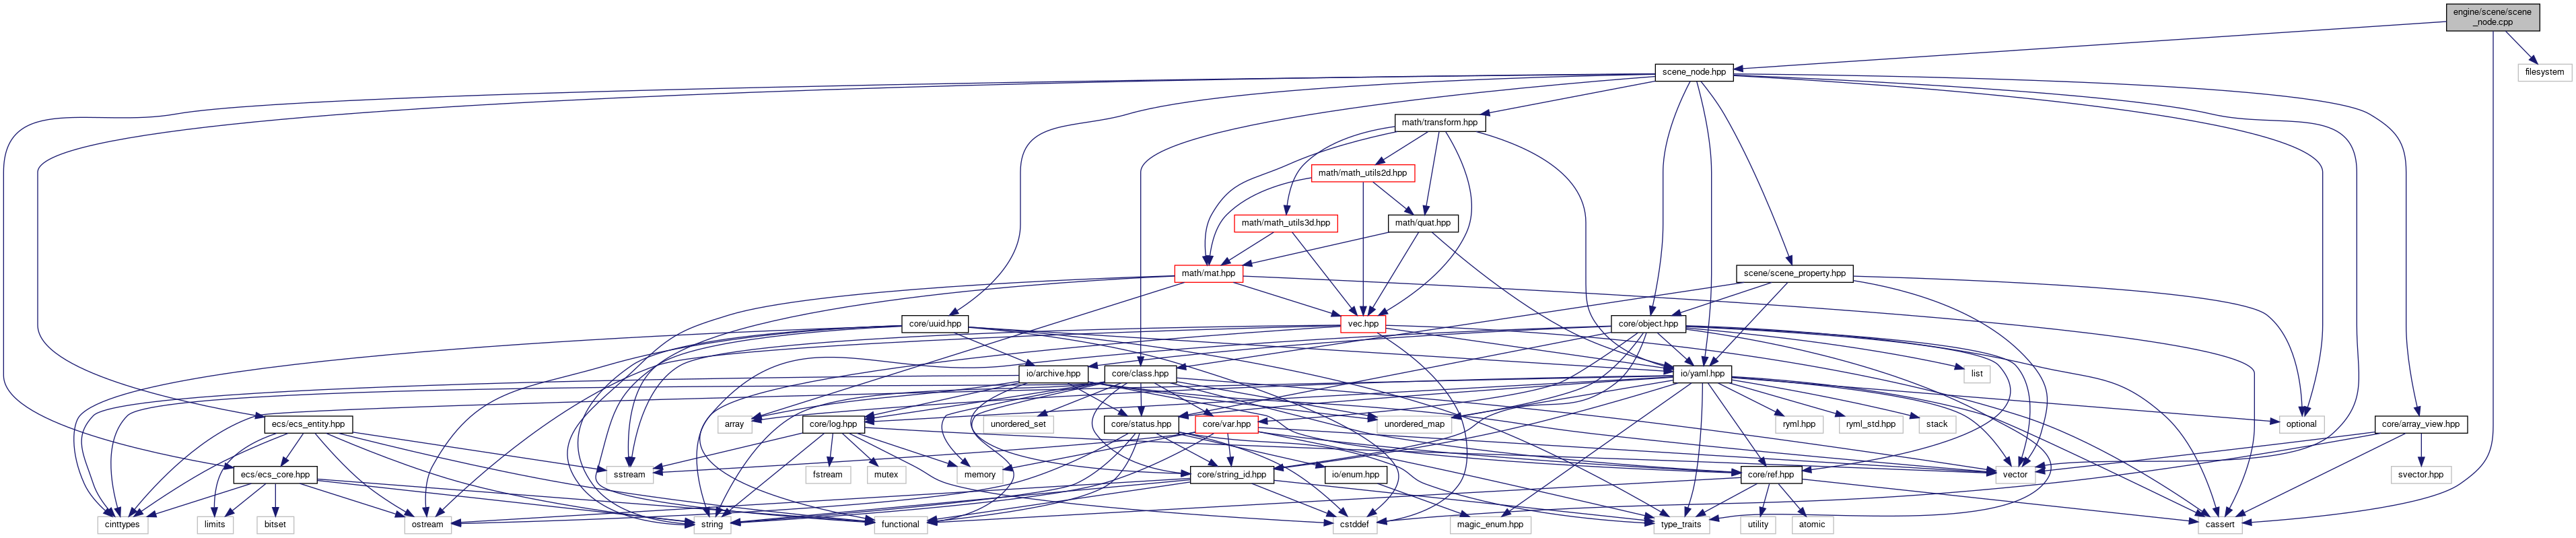 engine/scene/scene
_node.cpp
scene_node.hpp
filesystem
math/transform.hpp
math/math_utils2d.hpp
math/math_utils3d.hpp
math/quat.hpp
math/mat.hpp
scene/scene_property.hpp
core/uuid.hpp
vec.hpp
core/object.hpp
io/archive.hpp
core/class.hpp
io/yaml.hpp
list
ecs/ecs_entity.hpp
array
core/log.hpp
unordered_set
core/status.hpp
core/var.hpp
unordered_map
ryml.hpp
ryml_std.hpp
stack
optional
core/array_view.hpp
ecs/ecs_core.hpp
sstream
fstream
mutex
memory
core/string_id.hpp
io/enum.hpp
core/ref.hpp
vector
svector.hpp
cinttypes
limits
bitset
ostream
string
functional
cstddef
magic_enum.hpp
type_traits
utility
atomic
cassert